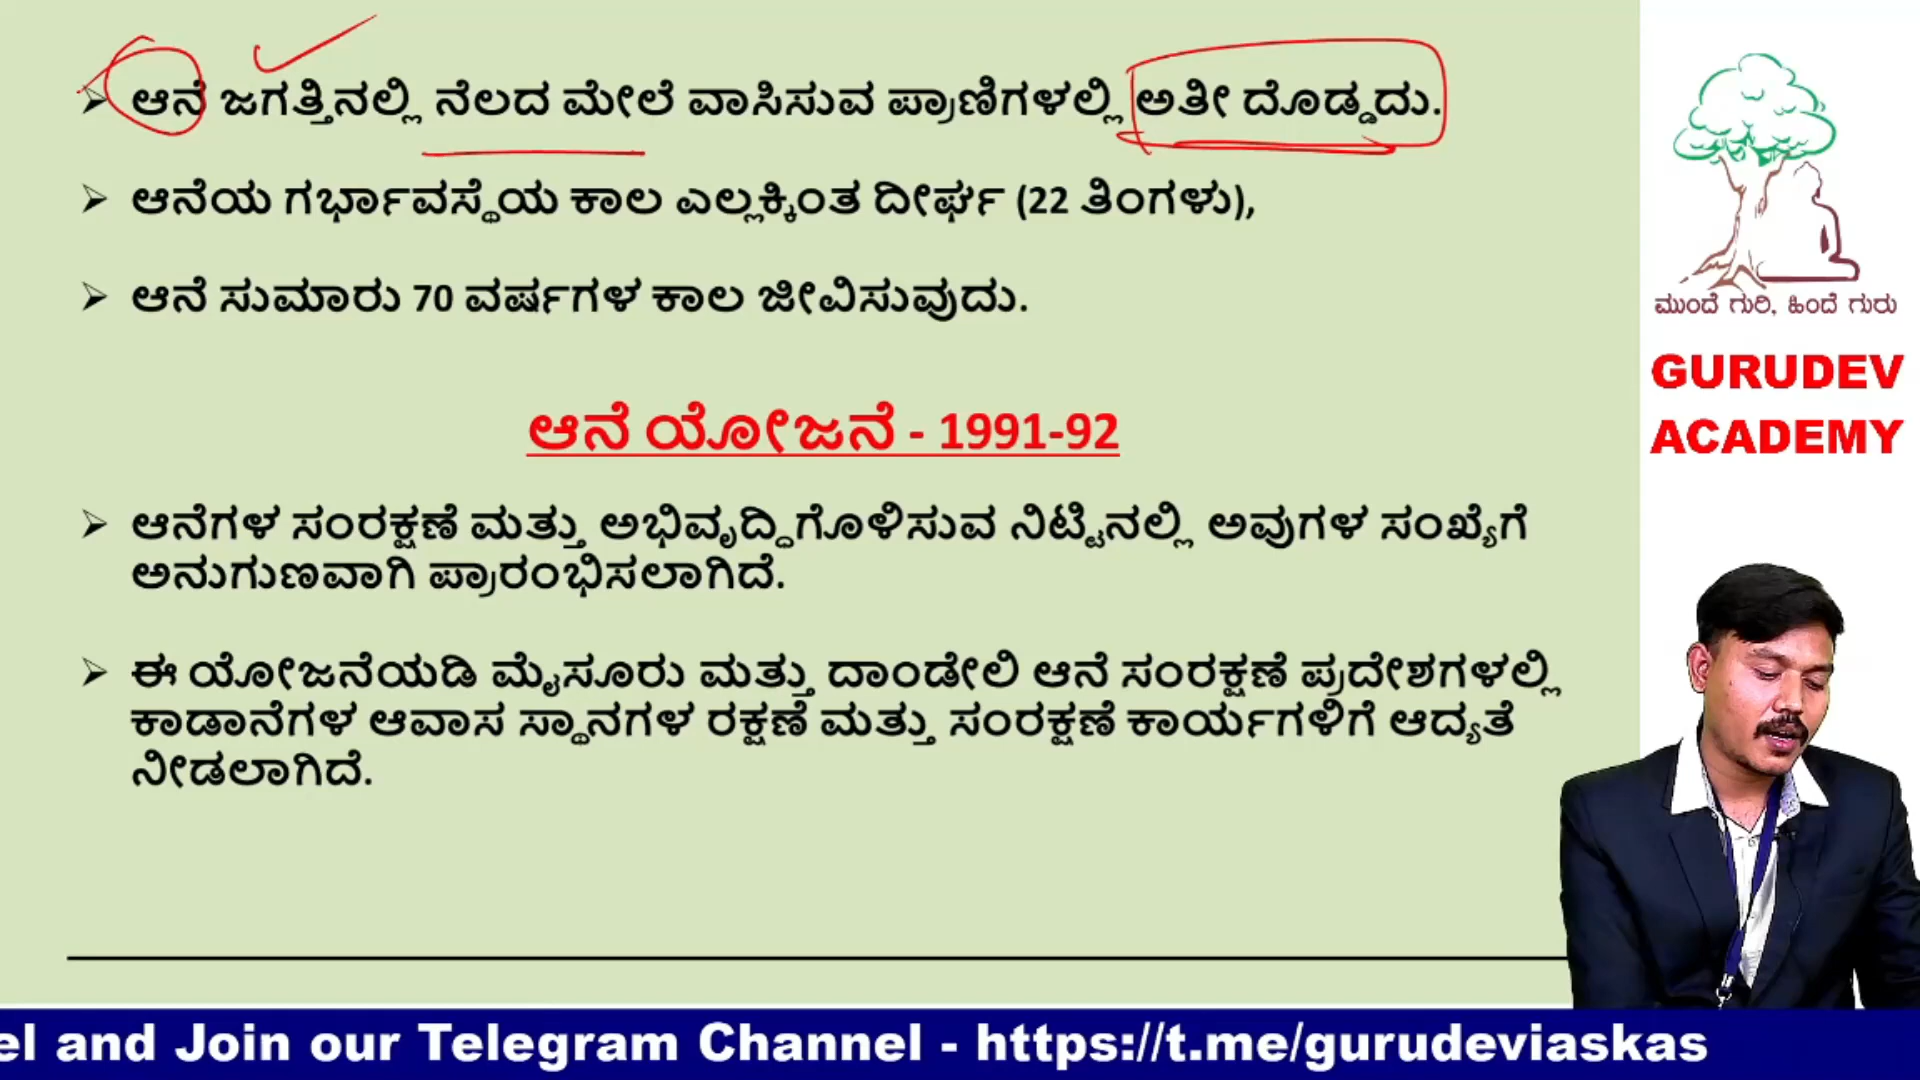 ಆನೆ ಜಗತ್ತಿನಲ್ಲಿ ನೆಲದ ಮೇಲೆ ವಾಸಿಸುವ ಪ್ರಾಣಿಗಳಲ್ಲಿ ಅತೀ ದೊಡ್ಡದು.
ಆನೆಯ ಗರ್ಭಾವಸ್ಥೆಯ ಕಾಲ ಎಲ್ಲಕ್ಕಿಂತ ದೀರ್ಘ (22 ತಿಂಗಳು),
ಆನೆ ಸುಮಾರು 70 ವರ್ಷಗಳ ಕಾಲ ಜೀವಿಸುವುದು.
ಆನೆ ಯೋಜನೆ - 1991-92
ಆನೆಗಳ ಸಂರಕ್ಷಣೆ ಮತ್ತು ಅಭಿವೃದ್ಧಿಗೊಳಿಸುವ ನಿಟ್ಟಿನಲ್ಲಿ ಅವುಗಳ ಸಂಖ್ಯೆಗೆ
ಅನುಗುಣವಾಗಿ ಪ್ರಾರಂಭಿಸಲಾಗಿದೆ.
ಈ ಯೋಜನೆಯಡಿ ಮೈಸೂರು ಮತ್ತು ದಾಂಡೇಲಿ ಆನೆ ಸಂರಕ್ಷಣೆ ಪ್ರದೇಶಗಳಲ್ಲಿ
ಕಾಡಾನೆಗಳ ಆವಾಸ ಸ್ಥಾನಗಳ ರಕ್ಷಣೆ ಮತ್ತು ಸಂರಕ್ಷಣೆ ಕಾರ್ಯಗಳಿಗೆ ಆದ್ಯತೆ
ನೀಡಲಾಗಿದೆ.
ಮುಂದೆ ಗುರಿ, ಹಿಂದೆ ಗುರು
GURUDEV
ACADEMY
el and Join our Telegram Channel - https://t.me/gurudeviaskas